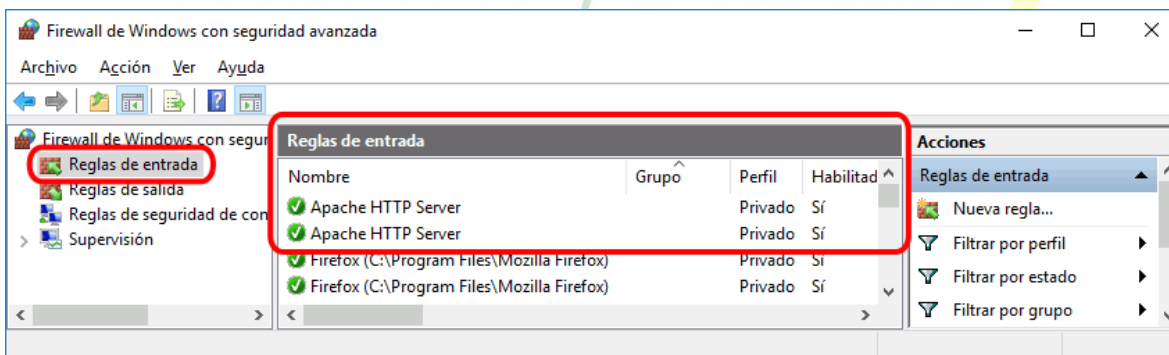 Firewall de Windows con seguridad avanzada
Archivo Acción Ver Ayuda
Firewall de Windows con segur
Reglas de entrada
Reglas de salida
Reglas de seguridad de con
Supervisión
Reglas de entrada
Nombre Grupo Perfil Habilitad
Apache HTTP Server Privado Sí
Apache HTTP Server Privado Sí
Firefox (C:\Program Files\Mozilla Firefox) Privado Sí
Firefox (C:\Program Files\Mozilla Firefox) Privado Sí
Acciones
Reglas de entrada
Nueva regla...
Filtrar por perfil
Filtrar por estado
Filtrar por grupo